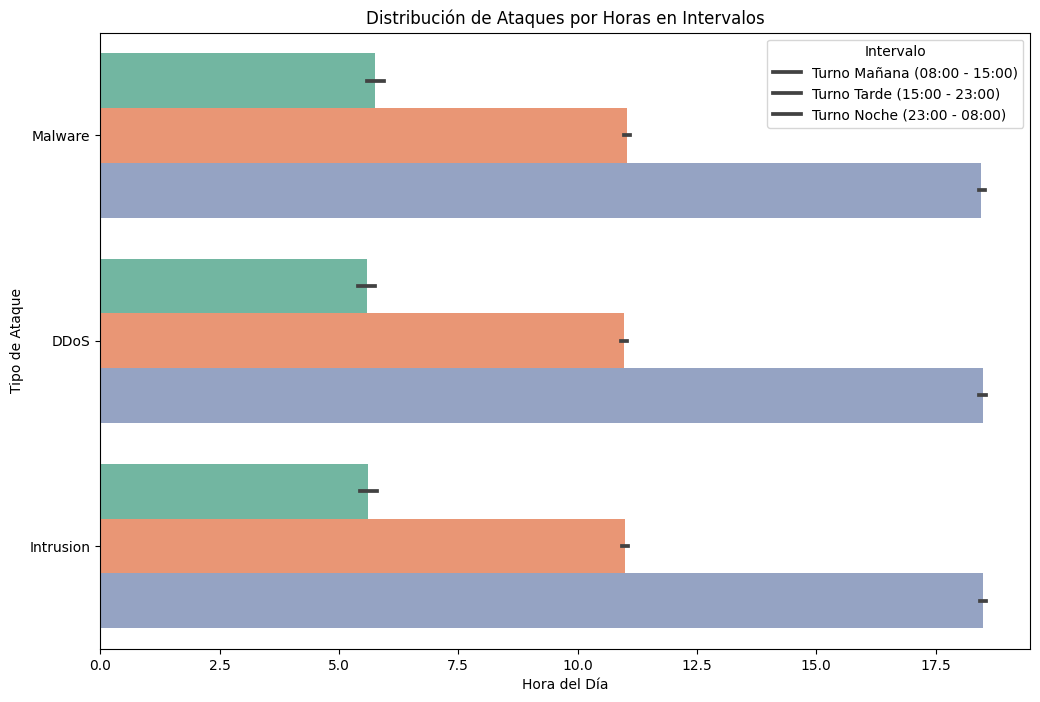 Distribución de Ataques por Horas en Intervalos
Intervalo
Turno Mañana (08:00 - 15:00)
Turno Tarde (15:00 - 23:00)
Turno Noche (23:00 - 08:00)
Tipo de Ataque
Malware
DDoS
Intrusion
0.0 2.5 5.0 7.5 10.0 12.5 15.0 17.5
Hora del Día